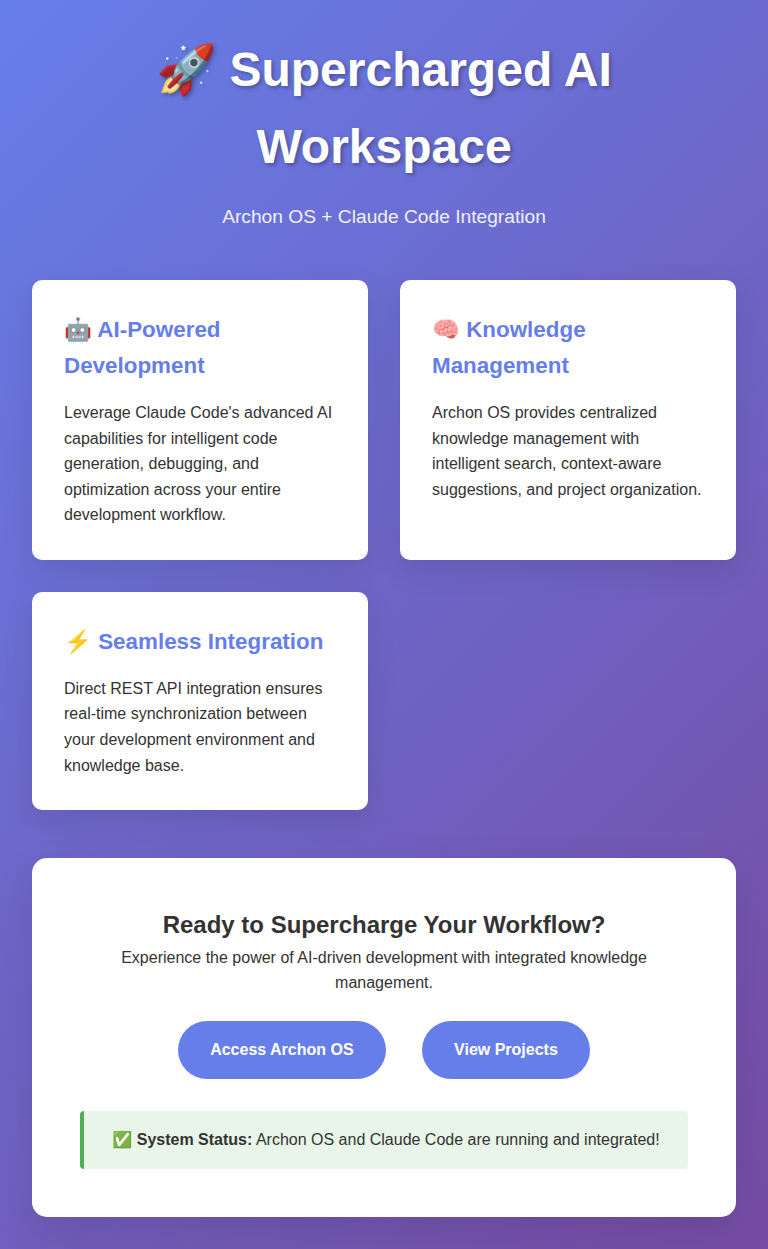 🚀 Supercharged AI
Workspace
Archon OS + Claude Code Integration
🤖 AI-Powered
Development
Leverage Claude Code's advanced AI
capabilities for intelligent code
generation, debugging, and
optimization across your entire
development workflow.
🧠 Knowledge
Management
Archon OS provides centralized
knowledge management with
intelligent search, context-aware
suggestions, and project organization.
⚡ Seamless Integration
Direct REST API integration ensures
real-time synchronization between
your development environment and
knowledge base.
Ready to Supercharge Your Workflow?
Experience the power of AI-driven development with integrated knowledge
management.
Access Archon OS
View Projects
✅ System Status: Archon OS and Claude Code are running and integrated!